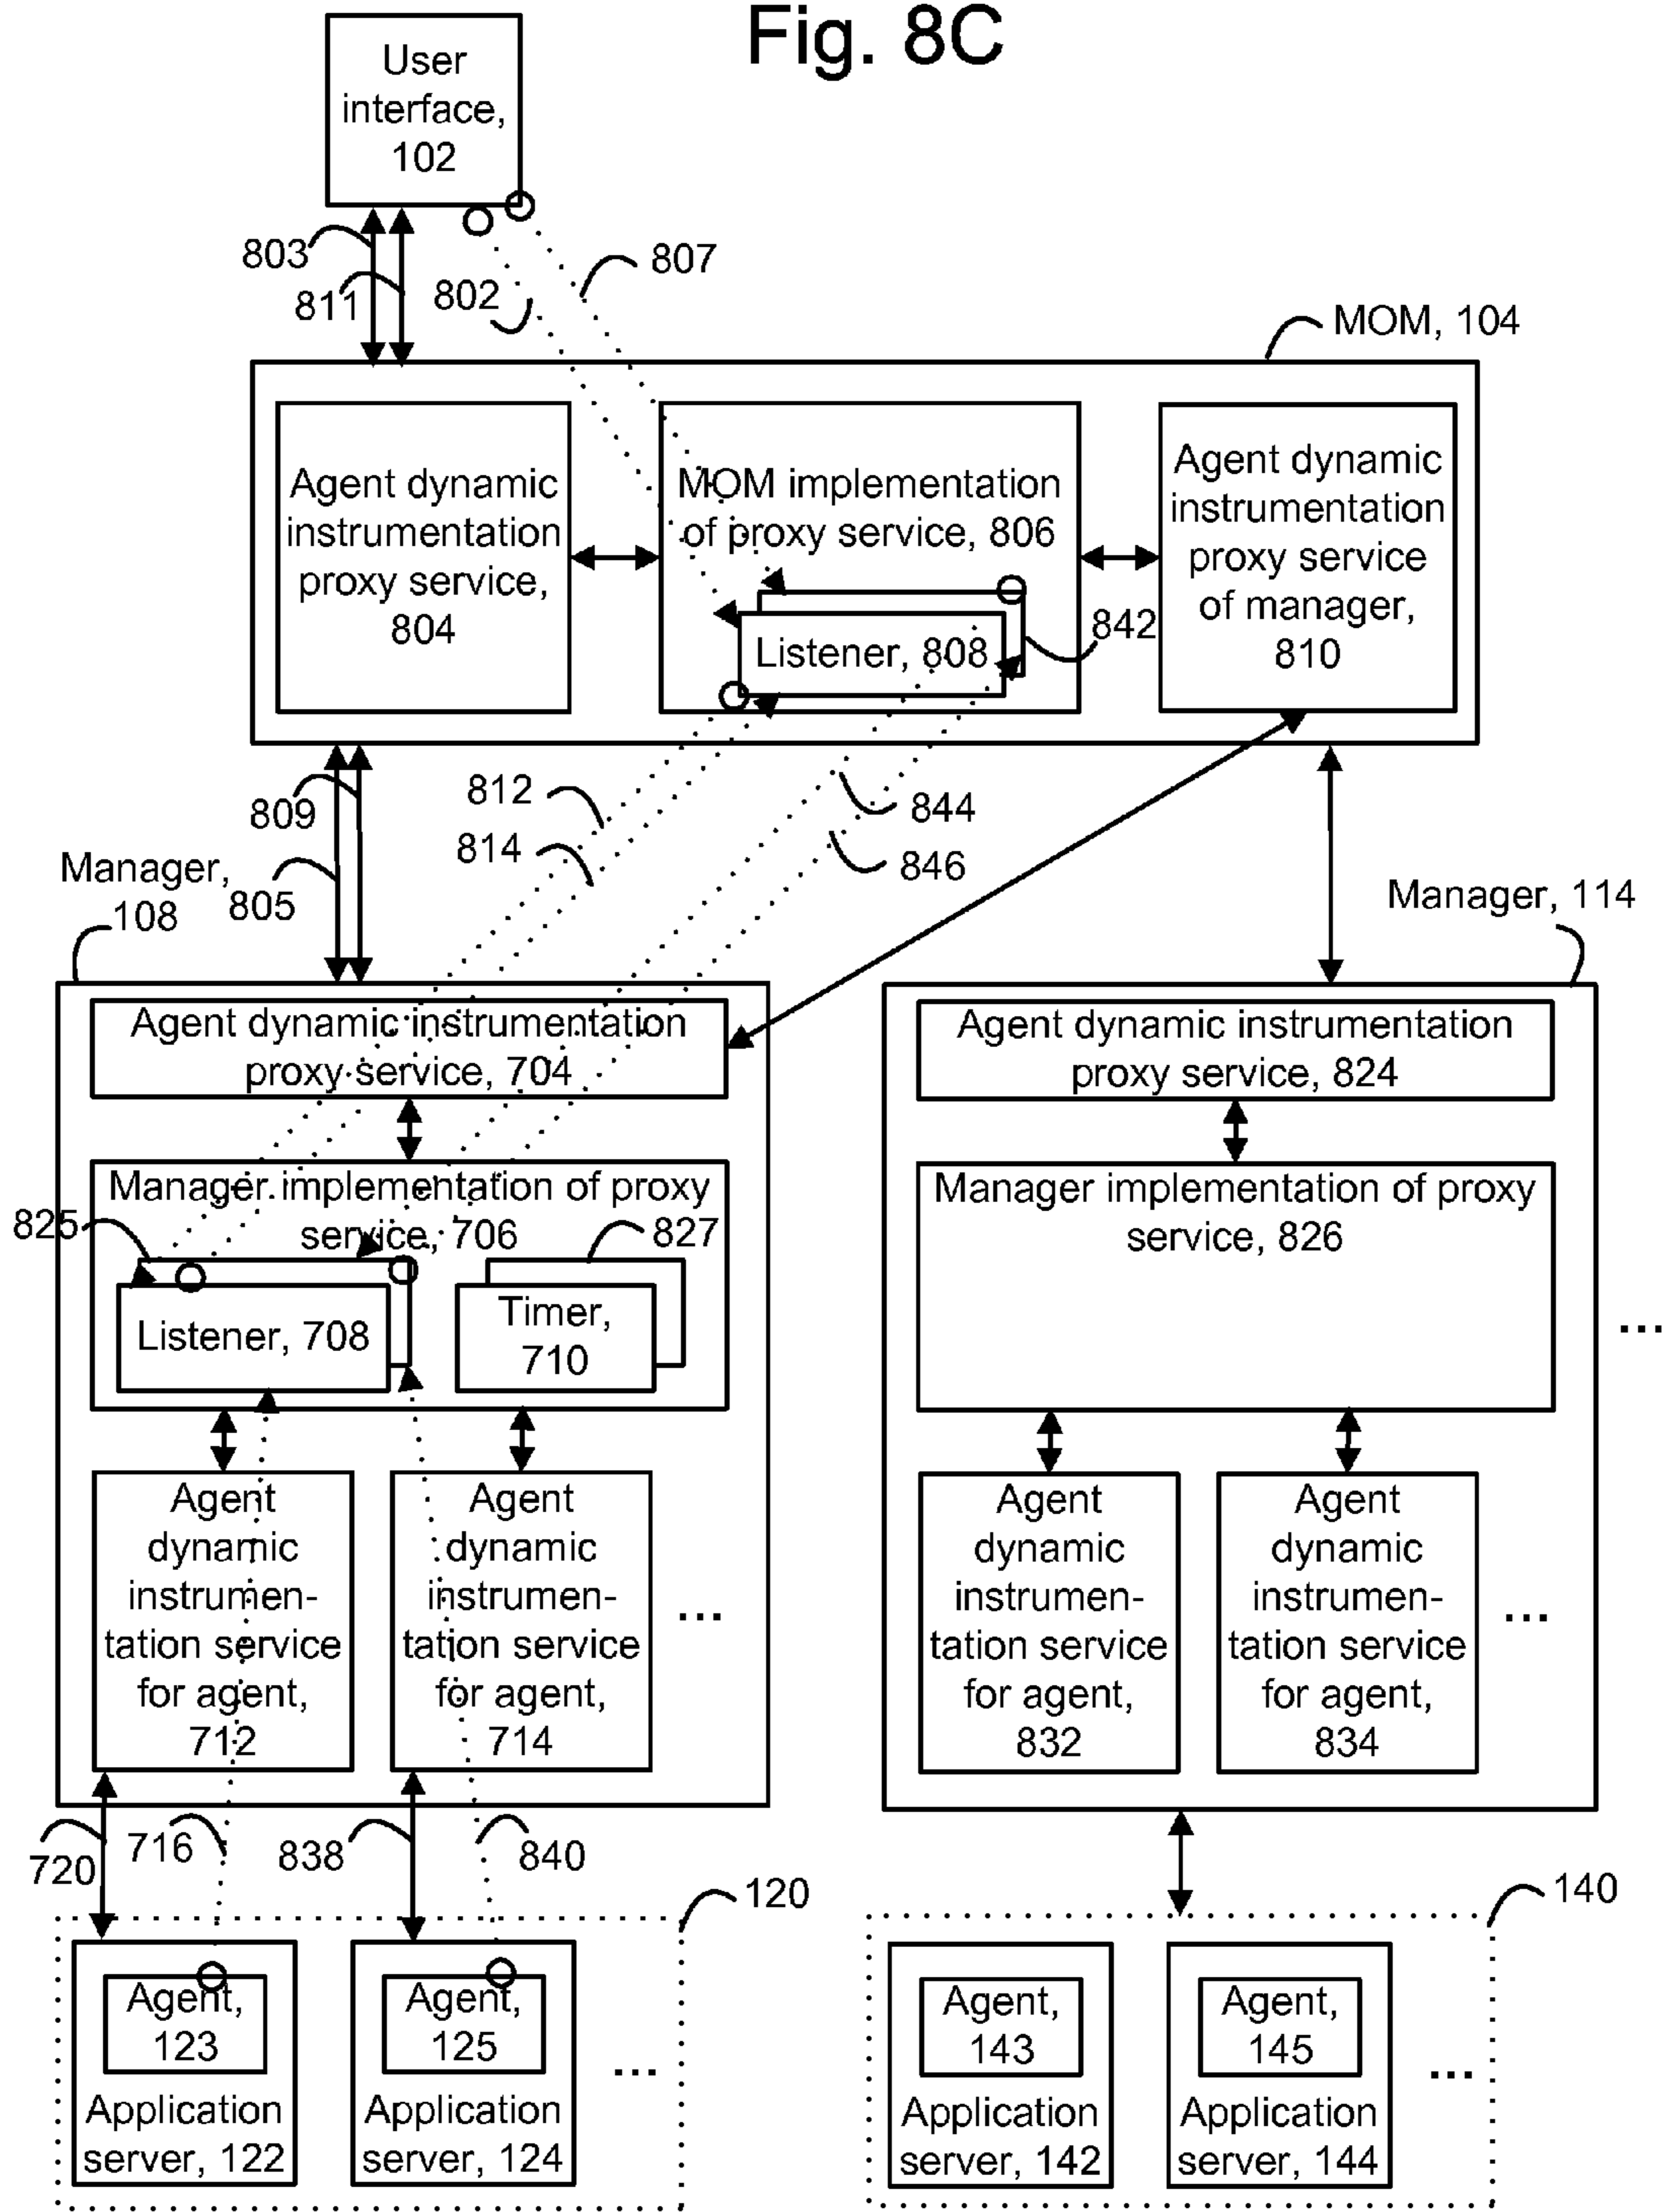 Fig. 8C
User
interface,
102
803
811
802
807
MOM, 104
Agent dynamic
instrumentation
proxy service,
804
MOM implementation
of proxy service, 806
Listener, 808
842
Agent dynamic
instrumentation
proxy service
of manager,
810
809
812
814
844
846
Manager,
108
805
Manager, 114
Agent dynamic instrumentation
proxy service, 704
Manager implementation of proxy
service, 706
825
827
Listener, 708
Timer,
710
Agent
dynamic
instrumen-
tation service
for agent,
712
Agent
dynamic
instrumen-
tation service
for agent,
714
...
Agent dynamic instrumentation
proxy service, 824
Manager implementation of proxy
service, 826
...
Agent
dynamic
instrumen-
tation service
for agent,
832
Agent
dynamic
instrumen-
tation service
for agent,
834
...
720
716
838
840
120
140
Agent,
123
Application
server, 122
Agent,
125
Application
server, 124
...
Agent,
143
Application
server, 142
Agent,
145
Application
server, 144
...